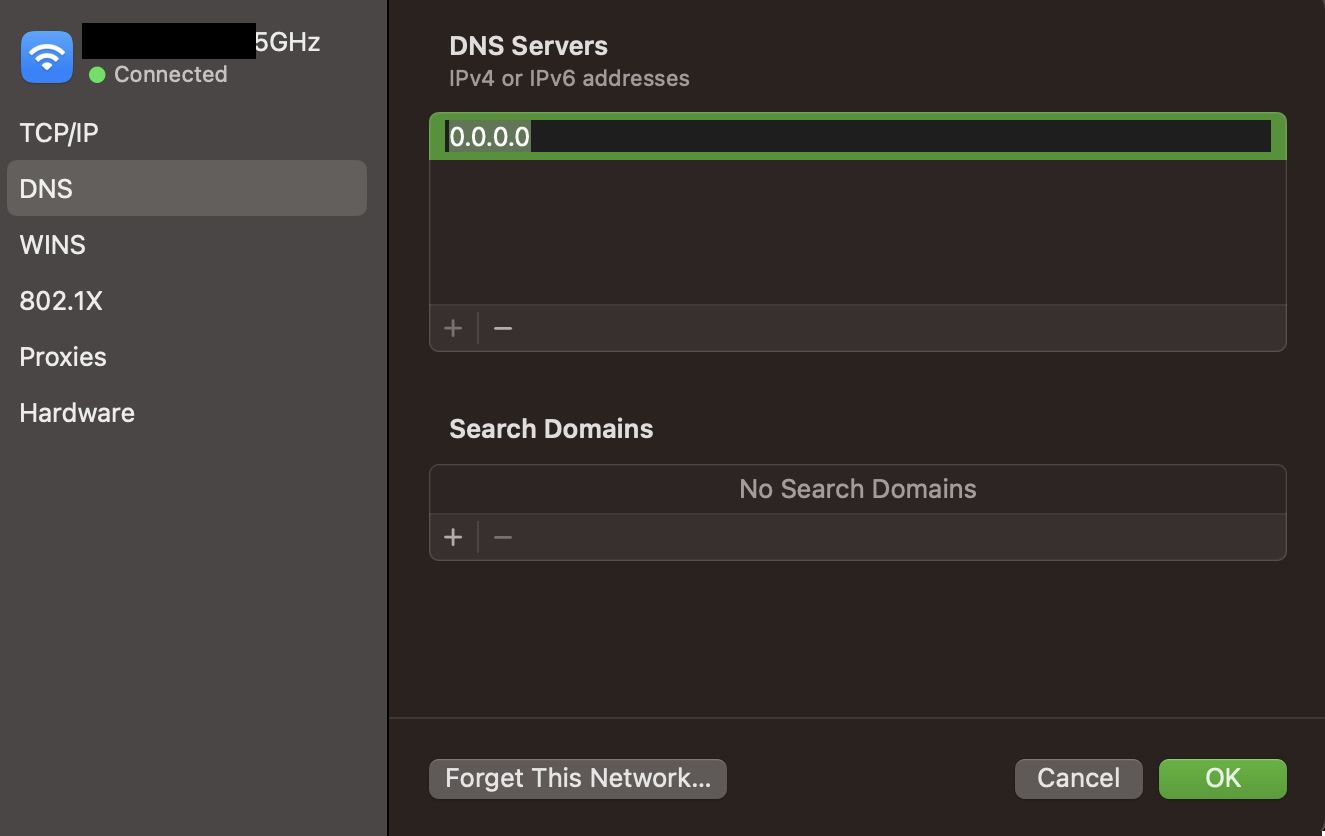 5GHz
Connected
TCP/IP
DNS
WINS
802.1X
Proxies
Hardware
DNS Servers
IPv4 or IPv6 addresses
0.0.0.0
Search Domains
No Search Domains
Forget This Network...
Cancel
OK